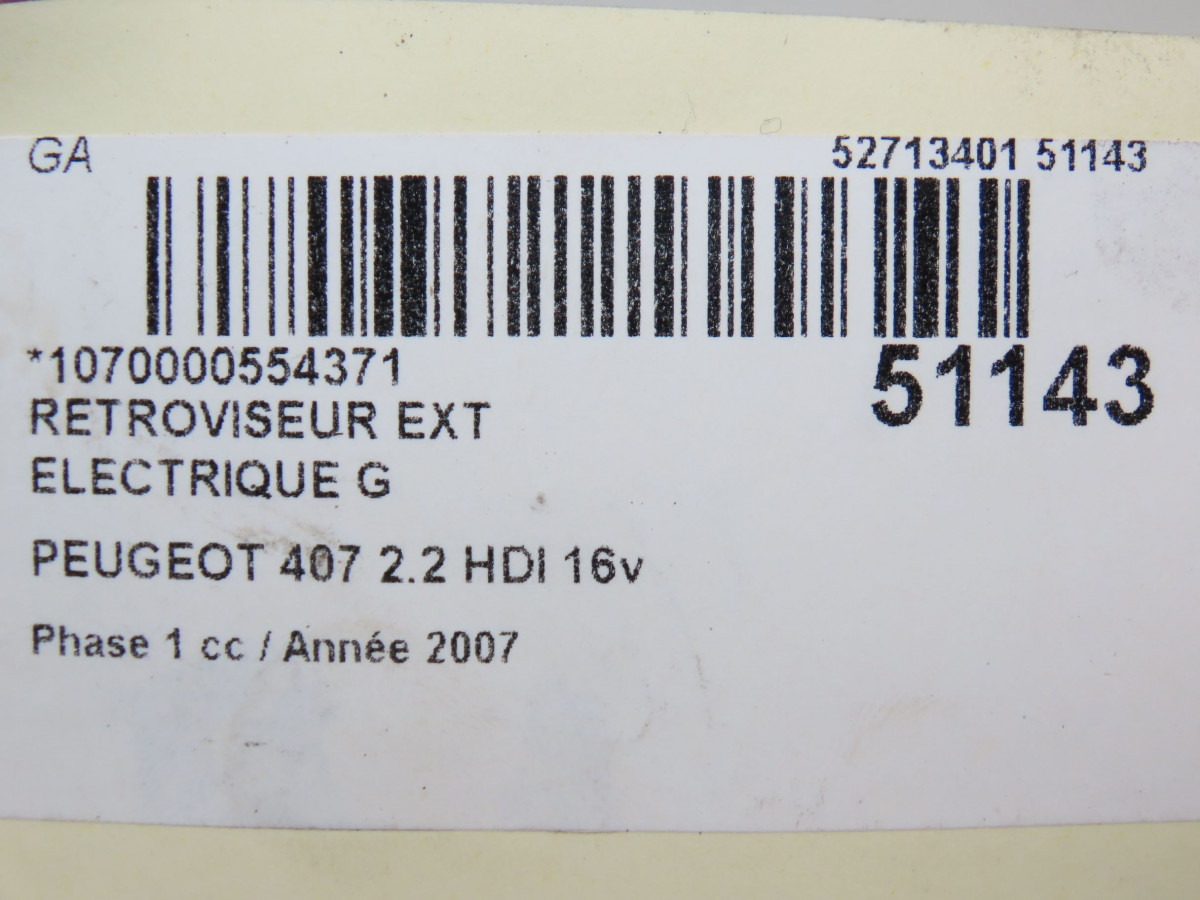 GA 52713401 51143
*1070000554371 51143
RETROVISEUR EXT
ELECTRIQUE G
PEUGEOT 407 2.2 HDI 16v
Phase 1 cc / Année 2007